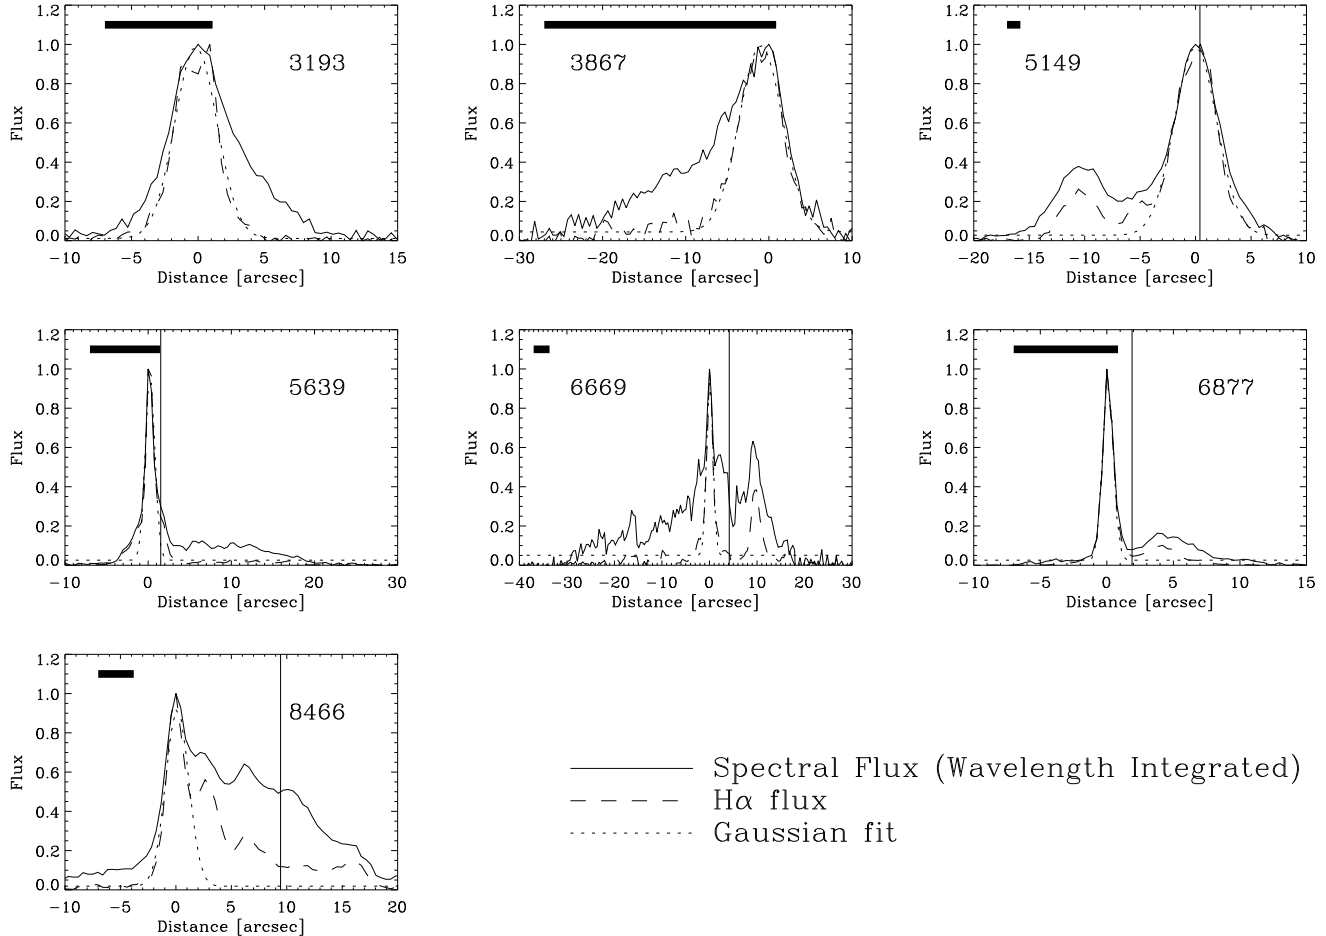 1.2
1.0
0.8
0.6
0.4
0.2
0.0
Flux
3193
-10 -5 0 5 10 15
Distance [arcsec]
1.2
1.0
0.8
0.6
0.4
0.2
0.0
Flux
3867
-30 -20 -10 0 10
Distance [arcsec]
1.2
1.0
0.8
0.6
0.4
0.2
0.0
Flux
5149
-20 -15 -10 -5 0 5 10
Distance [arcsec]
1.2
1.0
0.8
0.6
0.4
0.2
0.0
Flux
5639
-10 0 10 20 30
Distance [arcsec]
1.2
1.0
0.8
0.6
0.4
0.2
0.0
Flux
6669
-40 -30 -20 -10 0 10 20 30
Distance [arcsec]
1.2
1.0
0.8
0.6
0.4
0.2
0.0
Flux
6877
-10 -5 0 5 10 15
Distance [arcsec]
1.2
1.0
0.8
0.6
0.4
0.2
0.0
Flux
8466
-10 -5 0 5 10 15 20
Distance [arcsec]
Spectral Flux (Wavelength Integrated)
Hα flux
Gaussian fit